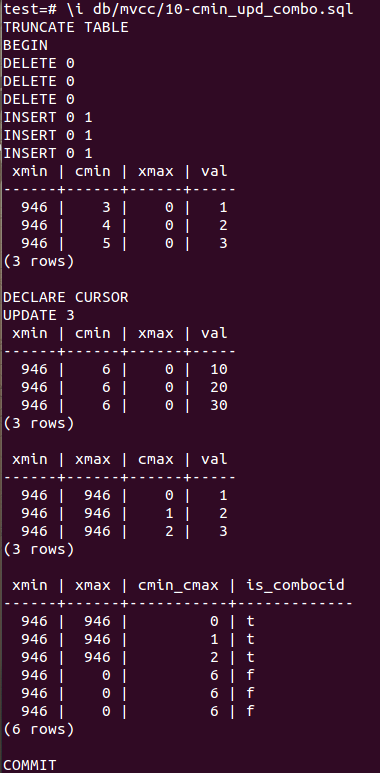 test=# \i db/mvcc/10-cmin_upd_combo.sql
TRUNCATE TABLE
BEGIN
DELETE 0
DELETE 0
DELETE 0
INSERT 0 1
INSERT 0 1
INSERT 0 1
 xmin | cmin | xmax | val
------+------+------+-----
  946 |    3 |    0 |   1
  946 |    4 |    0 |   2
  946 |    5 |    0 |   3
(3 rows)

DECLARE CURSOR
UPDATE 3
 xmin | cmin | xmax | val
------+------+------+-----
  946 |    6 |    0 |  10
  946 |    6 |    0 |  20
  946 |    6 |    0 |  30
(3 rows)

 xmin | xmax | cmax | val
------+------+------+-----
  946 |  946 |    0 |   1
  946 |  946 |    1 |   2
  946 |  946 |    2 |   3
(3 rows)

 xmin | xmax | cmin_cmax | is_combocid
------+------+-----------+-------------
  946 |  946 |         0 | t
  946 |  946 |         1 | t
  946 |  946 |         2 | t
  946 |    0 |         6 | f
  946 |    0 |         6 | f
  946 |    0 |         6 | f
(6 rows)

COMMIT